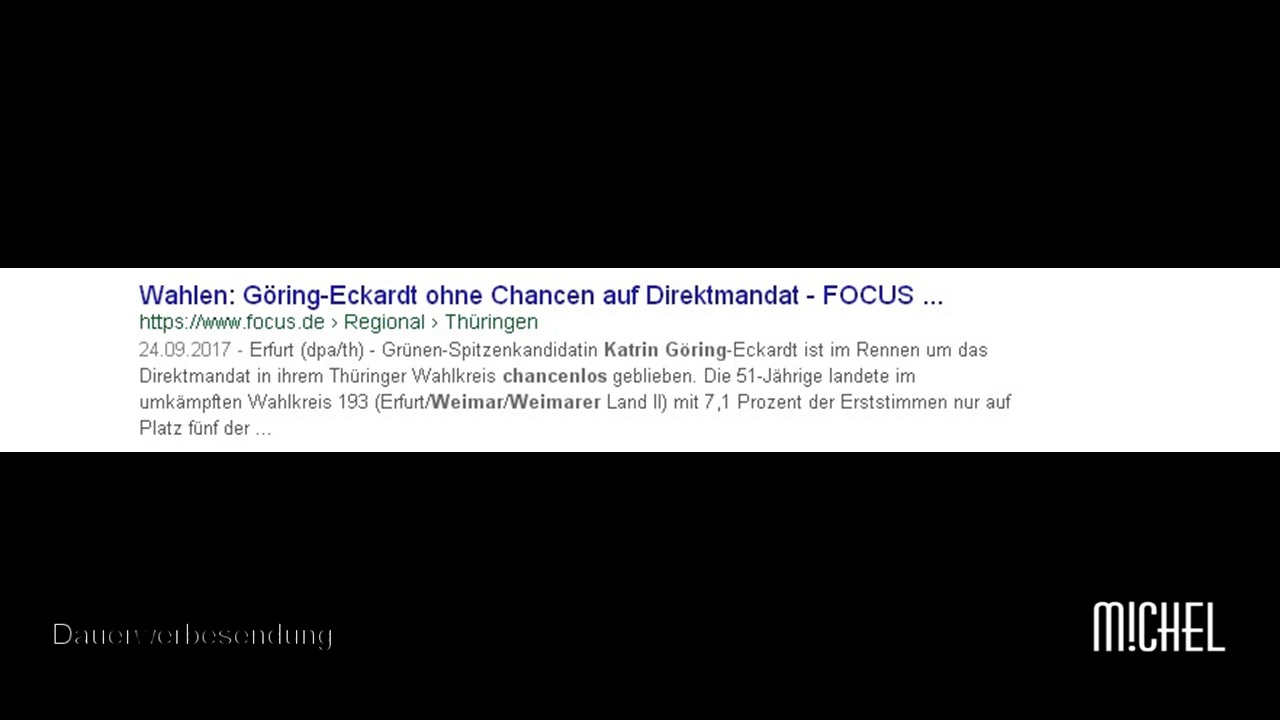 Wahlen: Göring-Eckardt ohne Chancen auf Direktmandat - FOCUS ...
https://www.focus.de › Regional › Thüringen
24.09.2017 - Erfurt (dpa/th) - Grünen-Spitzenkandidatin Katrin Göring-Eckardt ist im Rennen um das
Direktmandat in ihrem Thüringer Wahlkreis chancenlos geblieben. Die 51-Jährige landete im
umkämpften Wahlkreis 193 (Erfurt/Weimar/Weimarer Land II) mit 7,1 Prozent der Erststimmen nur auf
Platz fünf der ...
Dauerwerbesendung
M!CHEL